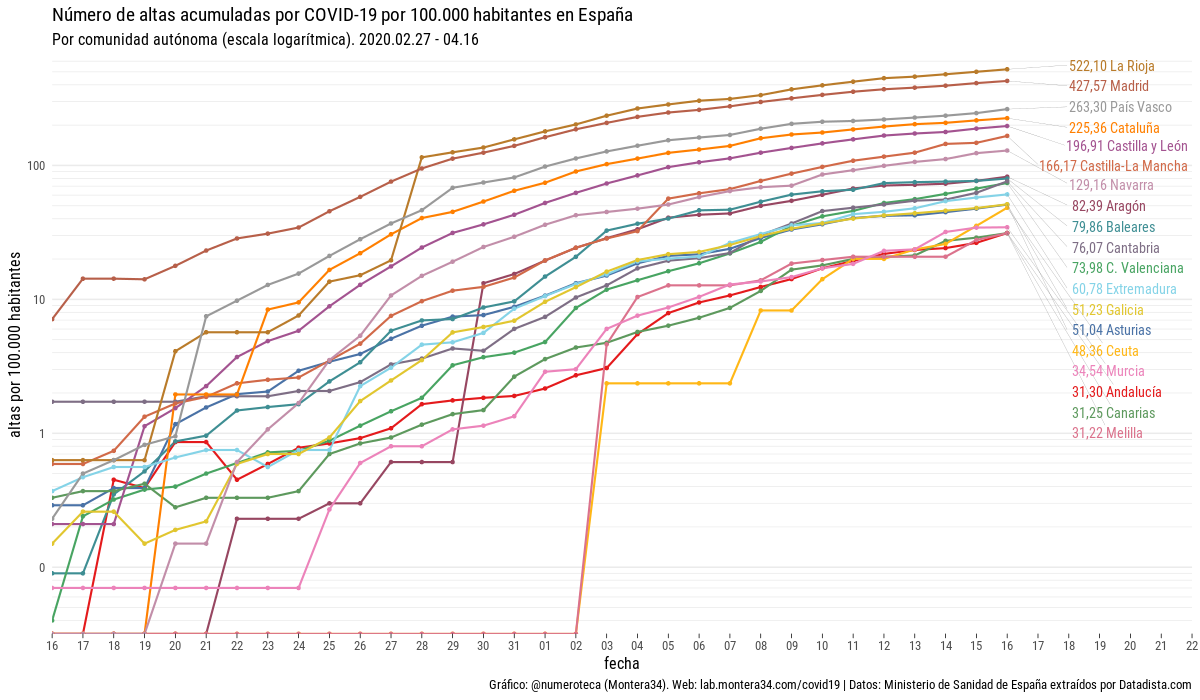 Número de altas acumuladas por COVID-19 por 100.000 habitantes en España
Por comunidad autónoma (escala logarítmica). 2020.02.27 - 04.16
altas por 100.000 habitantes
100
10
1
0
522,10 La Rioja
427,57 Madrid
263,30 País Vasco
225,36 Cataluña
196,91 Castilla y León
166,17 Castilla-La Mancha
129,16 Navarra
82,39 Aragón
79,86 Baleares
76,07 Cantabria
73,98 C. Valenciana
60,78 Extremadura
51,23 Galicia
51,04 Asturias
48,36 Ceuta
34,54 Murcia
31,30 Andalucía
31,25 Canarias
31,22 Melilla
16 17 18 19 20 21 22 23 24 25 26 27 28 29 30 31 01 02 03 04 05 06 07 08 09 10 11 12 13 14 15 16 17 18 19 20 21 22
fecha
Gráfico: @numeroteca (Montera34). Web: lab.montera34.com/covid19 | Datos: Ministerio de Sanidad de España extraídos por Datadista.com